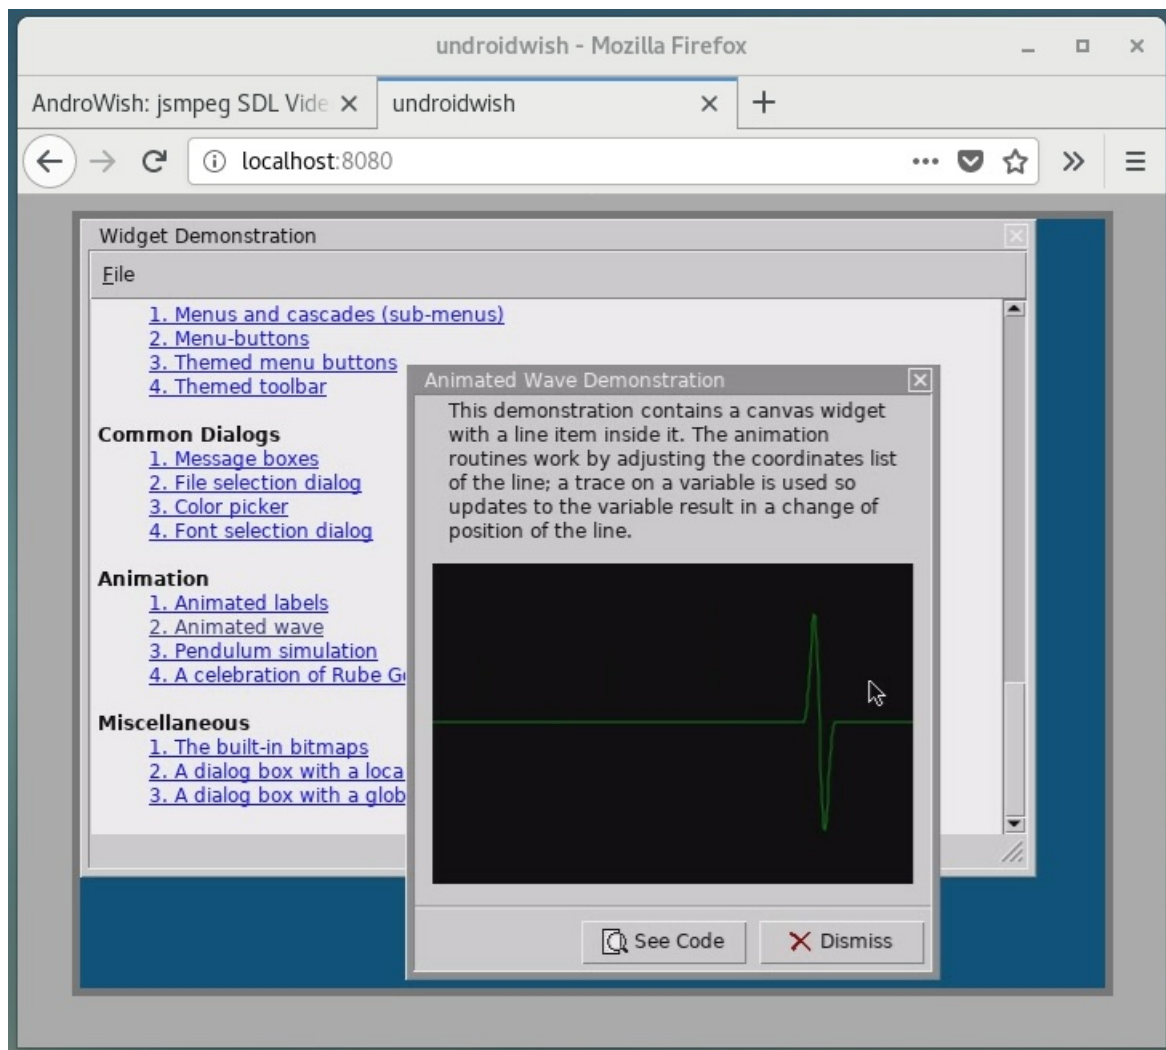 undroidwish - Mozilla Firefox
AndroWish: jsmpeg SDL Vide
undroidwish
localhost:8080
Widget Demonstration
File
1. Menus and cascades (sub-menus)
2. Menu-buttons
3. Themed menu buttons
4. Themed toolbar
Common Dialogs
1. Message boxes
2. File selection dialog
3. Color picker
4. Font selection dialog
Animation
1. Animated labels
2. Animated wave
3. Pendulum simulation
4. A celebration of Rube Go
Miscellaneous
1. The built-in bitmaps
2. A dialog box with a loca
3. A dialog box with a glob
Animated Wave Demonstration
This demonstration contains a canvas widget
with a line item inside it. The animation
routines work by adjusting the coordinates list
of the line; a trace on a variable is used so
updates to the variable result in a change of
position of the line.
See Code
Dismiss